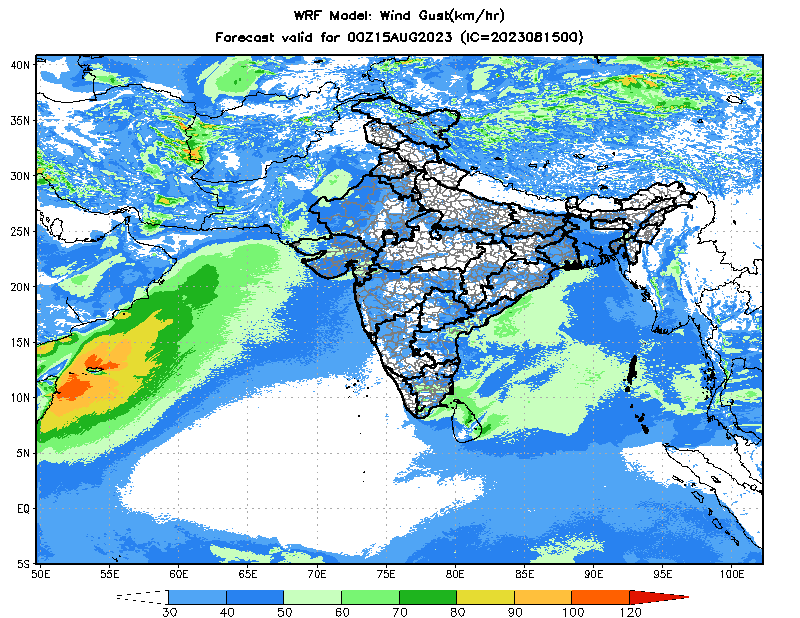 WRF Model: Wind Gust(km/hr)
Forecast valid for 00Z15AUG2023 (IC=2023081500)
40N
35N
30N
25N
20N
15N
10N
5N
EQ
5S
50E 55E 60E 65E 70E 75E 80E 85E 90E 95E 100E
30 40 50 60 70 80 90 100 120